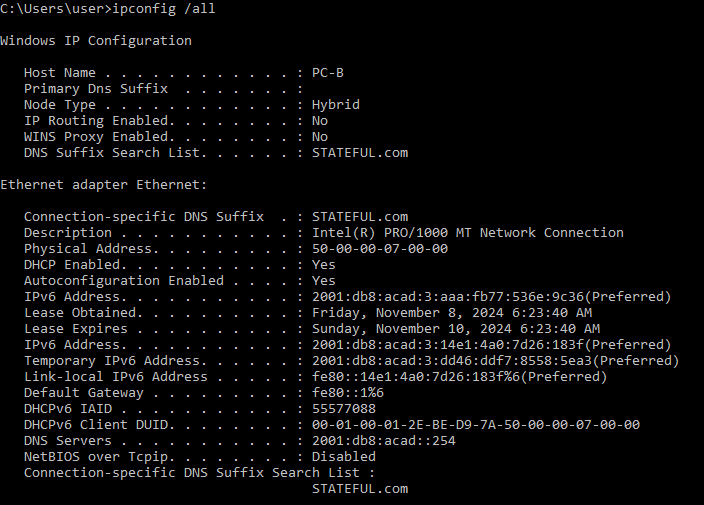 C:\Users\user>ipconfig /all
Windows IP Configuration
Host Name . . . . . . . . . . . . : PC-B
Primary Dns Suffix  . . . . . . . :
Node Type . . . . . . . . . . . . : Hybrid
IP Routing Enabled. . . . . . . . : No
WINS Proxy Enabled. . . . . . . . : No
DNS Suffix Search List. . . . . . : STATEFUL.com
Ethernet adapter Ethernet:
Connection-specific DNS Suffix  . : STATEFUL.com
Description . . . . . . . . . . . : Intel(R) PRO/1000 MT Network Connection
Physical Address. . . . . . . . . : 50-00-00-07-00-00
DHCP Enabled. . . . . . . . . . . : Yes
Autoconfiguration Enabled . . . . : Yes
IPv6 Address. . . . . . . . . . . : 2001:db8:acad:3:aaa:fb77:536e:9c36(Preferred)
Lease Obtained. . . . . . . . . . : Friday, November 8, 2024 6:23:40 AM
Lease Expires . . . . . . . . . . : Sunday, November 10, 2024 6:23:40 AM
IPv6 Address. . . . . . . . . . . : 2001:db8:acad:3:14e1:4a0:7d26:183f(Preferred)
Temporary IPv6 Address. . . . . . : 2001:db8:acad:3:dd46:ddf7:8558:5ea3(Preferred)
Link-local IPv6 Address . . . . . : fe80::14e1:4a0:7d26:183f%6(Preferred)
Default Gateway . . . . . . . . . : fe80::1%6
DHCPv6 IAID . . . . . . . . . . . : 55577088
DHCPv6 Client DUID. . . . . . . . : 00-01-00-01-2E-BE-D9-7A-50-00-00-07-00-00
DNS Servers . . . . . . . . . . . : 2001:db8:acad::254
NetBIOS over Tcpip. . . . . . . . : Disabled
Connection-specific DNS Suffix Search List :
STATEFUL.com